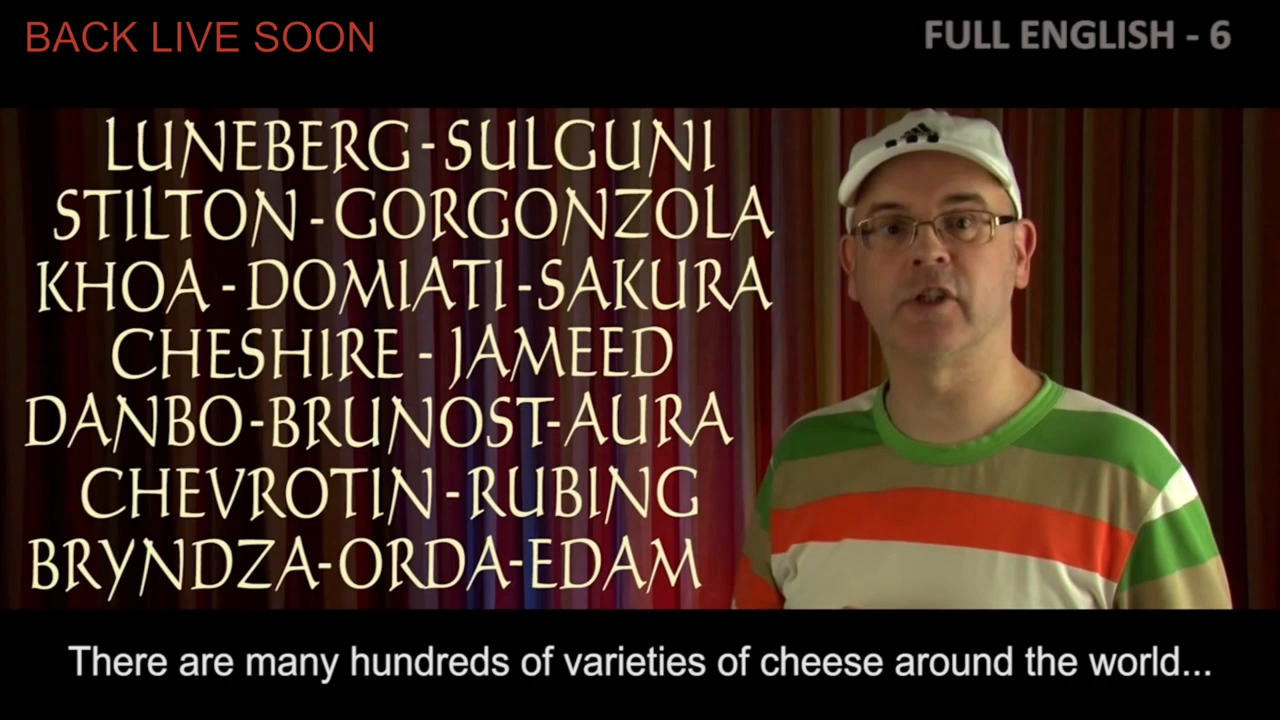 BACK LIVE SOON
FULL ENGLISH - 6
LUNEBERG - SULGUNI
STILTON - GORGONZOLA
KHOA - DOMIATI - SAKURA
CHESHIRE - JAMEED
DANBO-BRUNOST-AURA
CHEVROTIN - RUBING
BRYNDZA-ORDA-EDAM
There are many hundreds of varieties of cheese around the world...